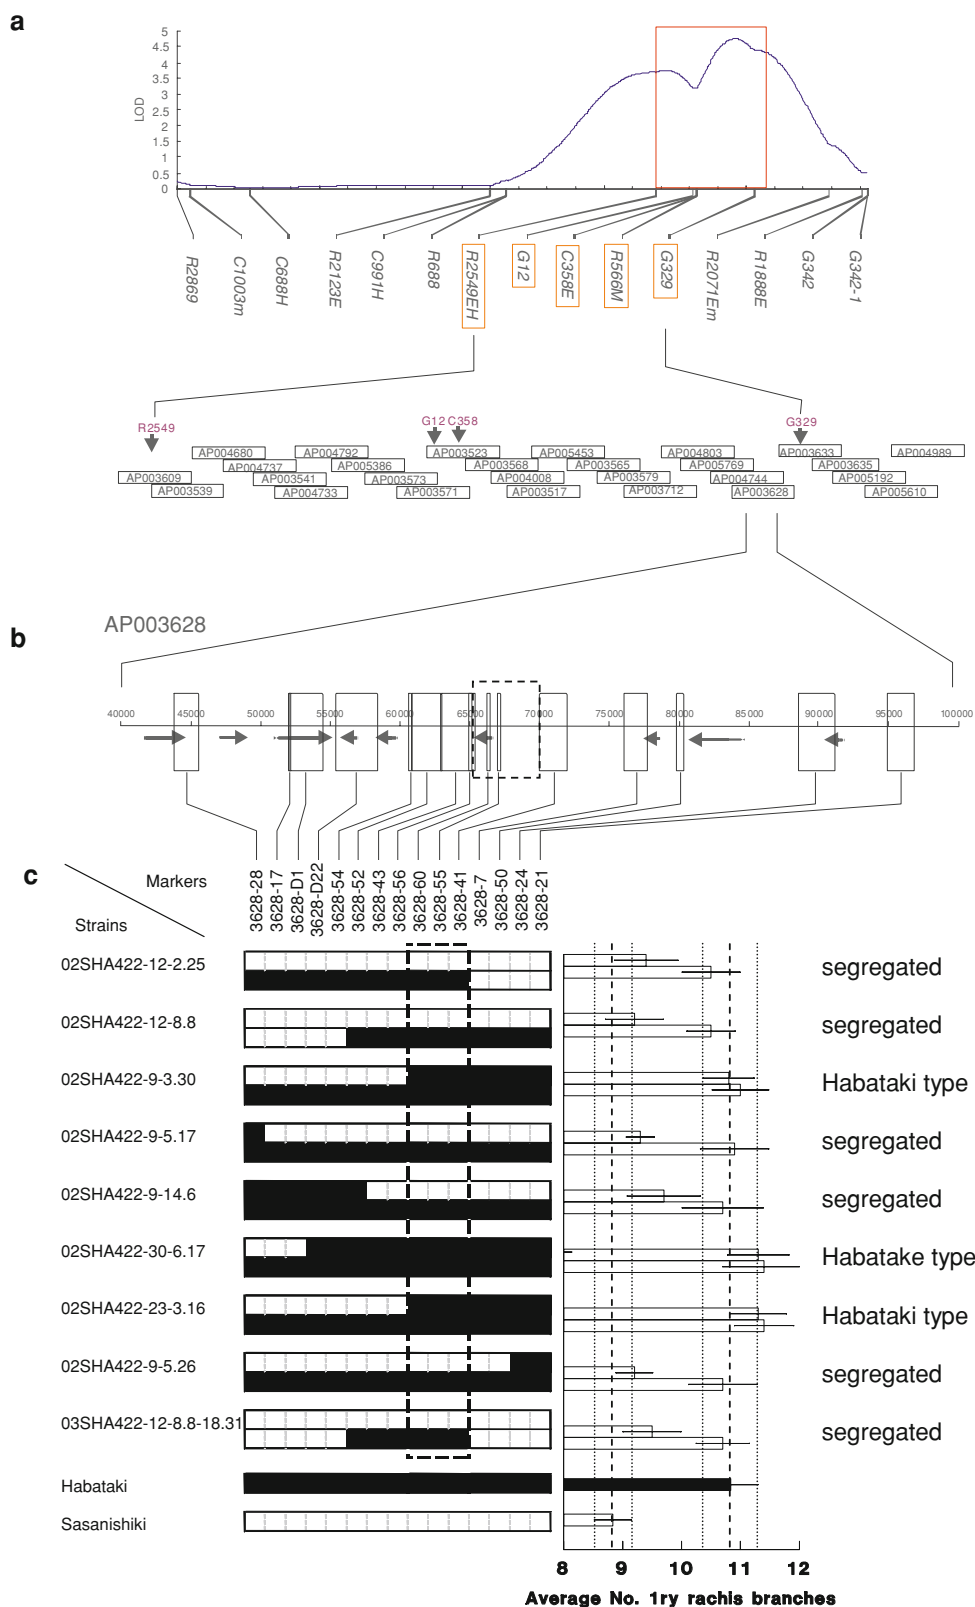 a
5
4.5
4
3.5
3
2.5
2
1.5
1
0.5
0
LOD
R2869
C1003m
C688H
R2123E
C991H
R688
R2549EH
G12
C358E
R566M
G329
R2071Em
R1888E
G342
G342-1
R2549
G12 C358
G329
AP004680 AP004792 AP003523 AP005453 AP004803 AP003633 AP004989
AP004737 AP005386 AP003568 AP003565 AP005769 AP003635
AP003609 AP003541 AP003573 AP004008 AP003579 AP004744 AP005192
AP003539 AP004733 AP003571 AP003517 AP003712 AP003628 AP005610
b
AP003628
40000 45000 50000 55000 60000 65000 70000 75000 80000 85000 90000 95000 100000
c
Markers
Strains
3628-28
3628-17
3628-D1
3628-D22
3628-54
3628-52
3628-43
3628-56
3628-60
3628-55
3628-41
3628-7
3628-50
3628-24
3628-21
02SHA422-12-2.25 segregated
02SHA422-12-8.8 segregated
02SHA422-9-3.30 Habataki type
02SHA422-9-5.17 segregated
02SHA422-9-14.6 segregated
02SHA422-30-6.17 Habatake type
02SHA422-23-3.16 Habataki type
02SHA422-9-5.26 segregated
03SHA422-12-8.8-18.31 segregated
Habataki
Sasanishiki
8 9 10 11 12
Average No. 1ry rachis branches